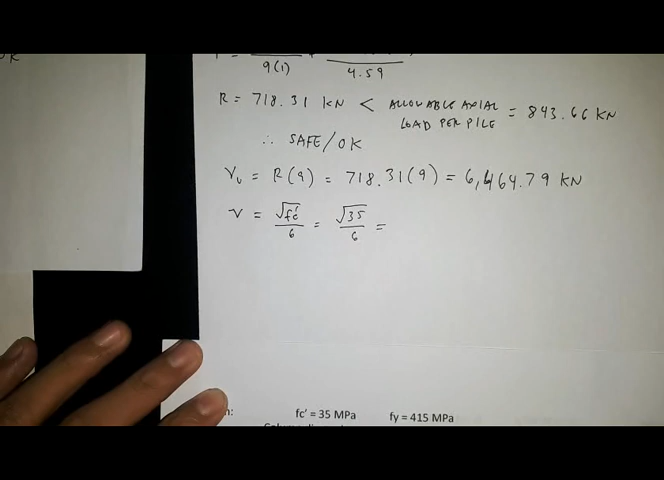 OK
9(1)
4.59
R = 718.31 KN < ALLOWABLE AXIAL LOAD PER PILE = 843.66 KN
∴ SAFE/OK
Vu = R(9) = 718.31(9) = 6,464.79 KN
v = √fc' / 6 = √35 / 6 =
fc' = 35 MPa fy = 415 MPa